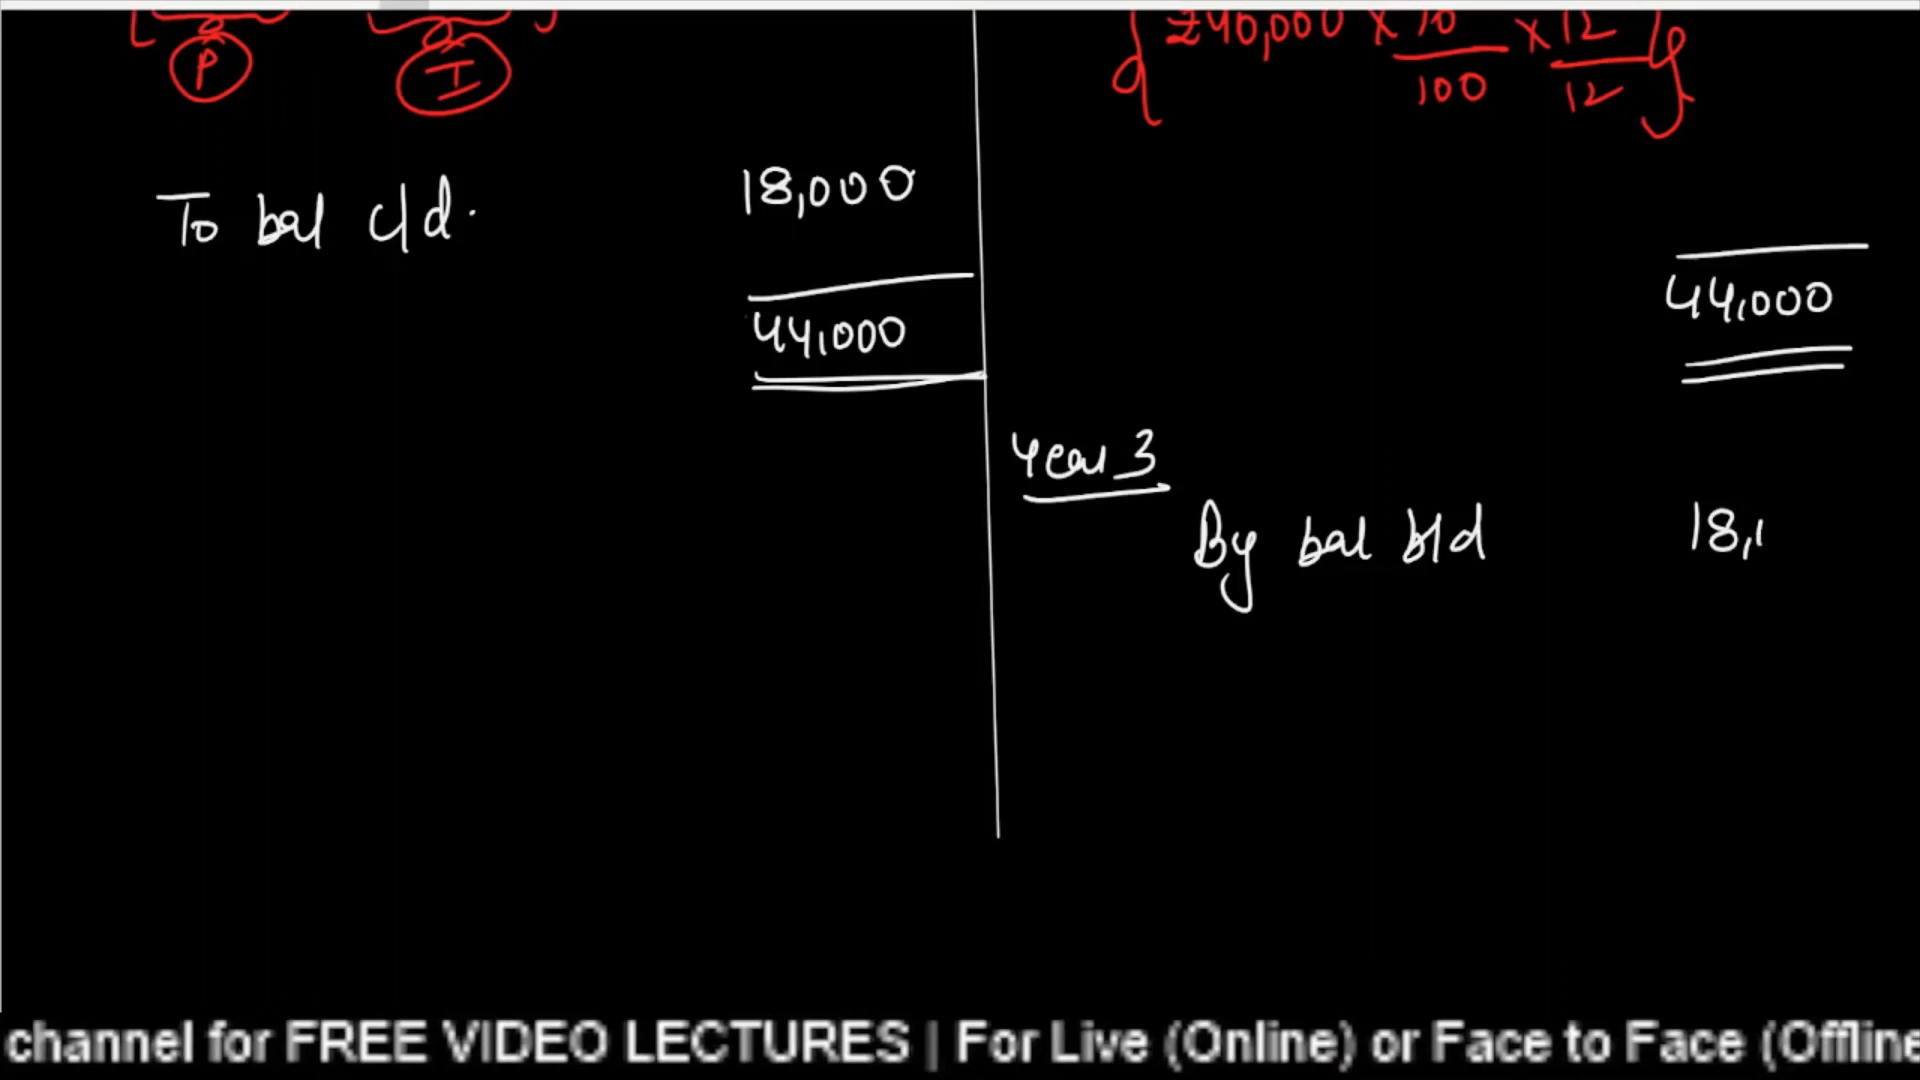 ₹40,000 × 10/100 × 12/12
P I
To bal c/d. 18,000
44,000 44,000
Year 3
By bal b/d 18,
channel for FREE VIDEO LECTURES | For Live (Online) or Face to Face (Offline